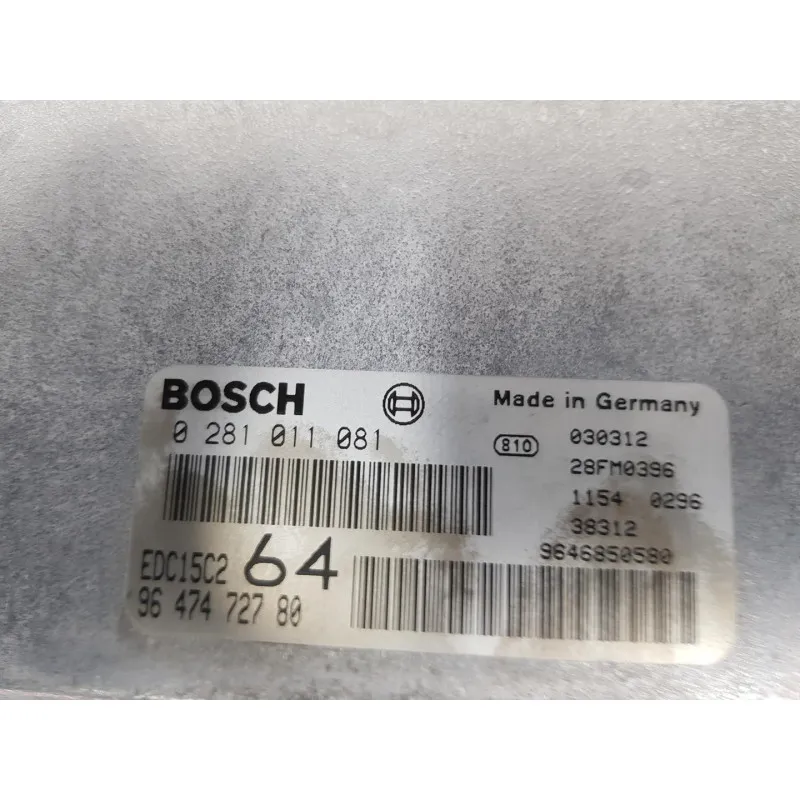 BOSCH
Made in Germany
0 281 011 081
810
030312
28FM0396
1154 0296
38312
9646850580
EDC15C2 64
96 474 727 80